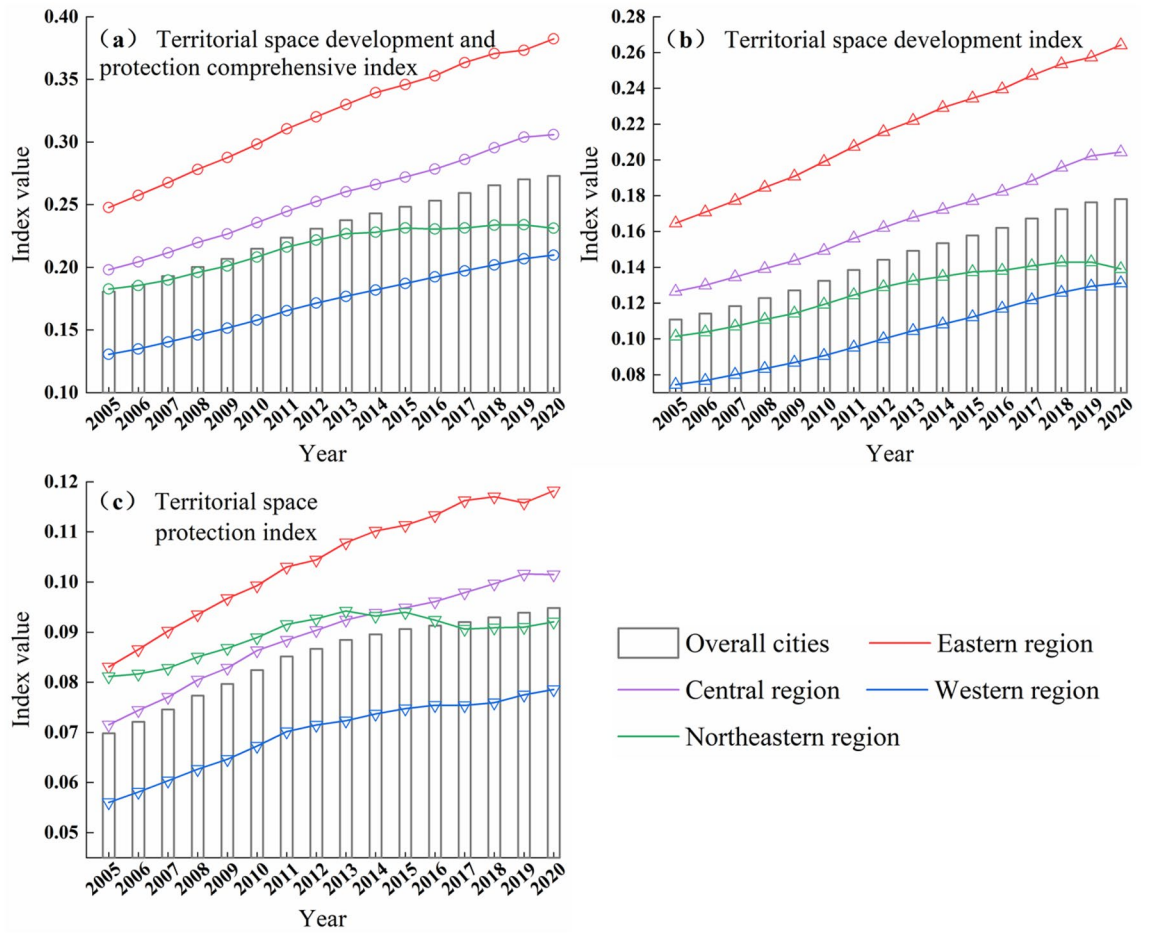 (a) Territorial space development and
protection comprehensive index
Index value
0.40
0.35
0.30
0.25
0.20
0.15
0.10
2005 2006 2007 2008 2009 2010 2011 2012 2013 2014 2015 2016 2017 2018 2019 2020
Year
(b) Territorial space development index
Index value
0.28
0.26
0.24
0.22
0.20
0.18
0.16
0.14
0.12
0.10
0.08
2005 2006 2007 2008 2009 2010 2011 2012 2013 2014 2015 2016 2017 2018 2019 2020
Year
(c) Territorial space
protection index
Index value
0.12
0.11
0.10
0.09
0.08
0.07
0.06
0.05
2005 2006 2007 2008 2009 2010 2011 2012 2013 2014 2015 2016 2017 2018 2019 2020
Year
Overall cities Eastern region
Central region Western region
Northeastern region